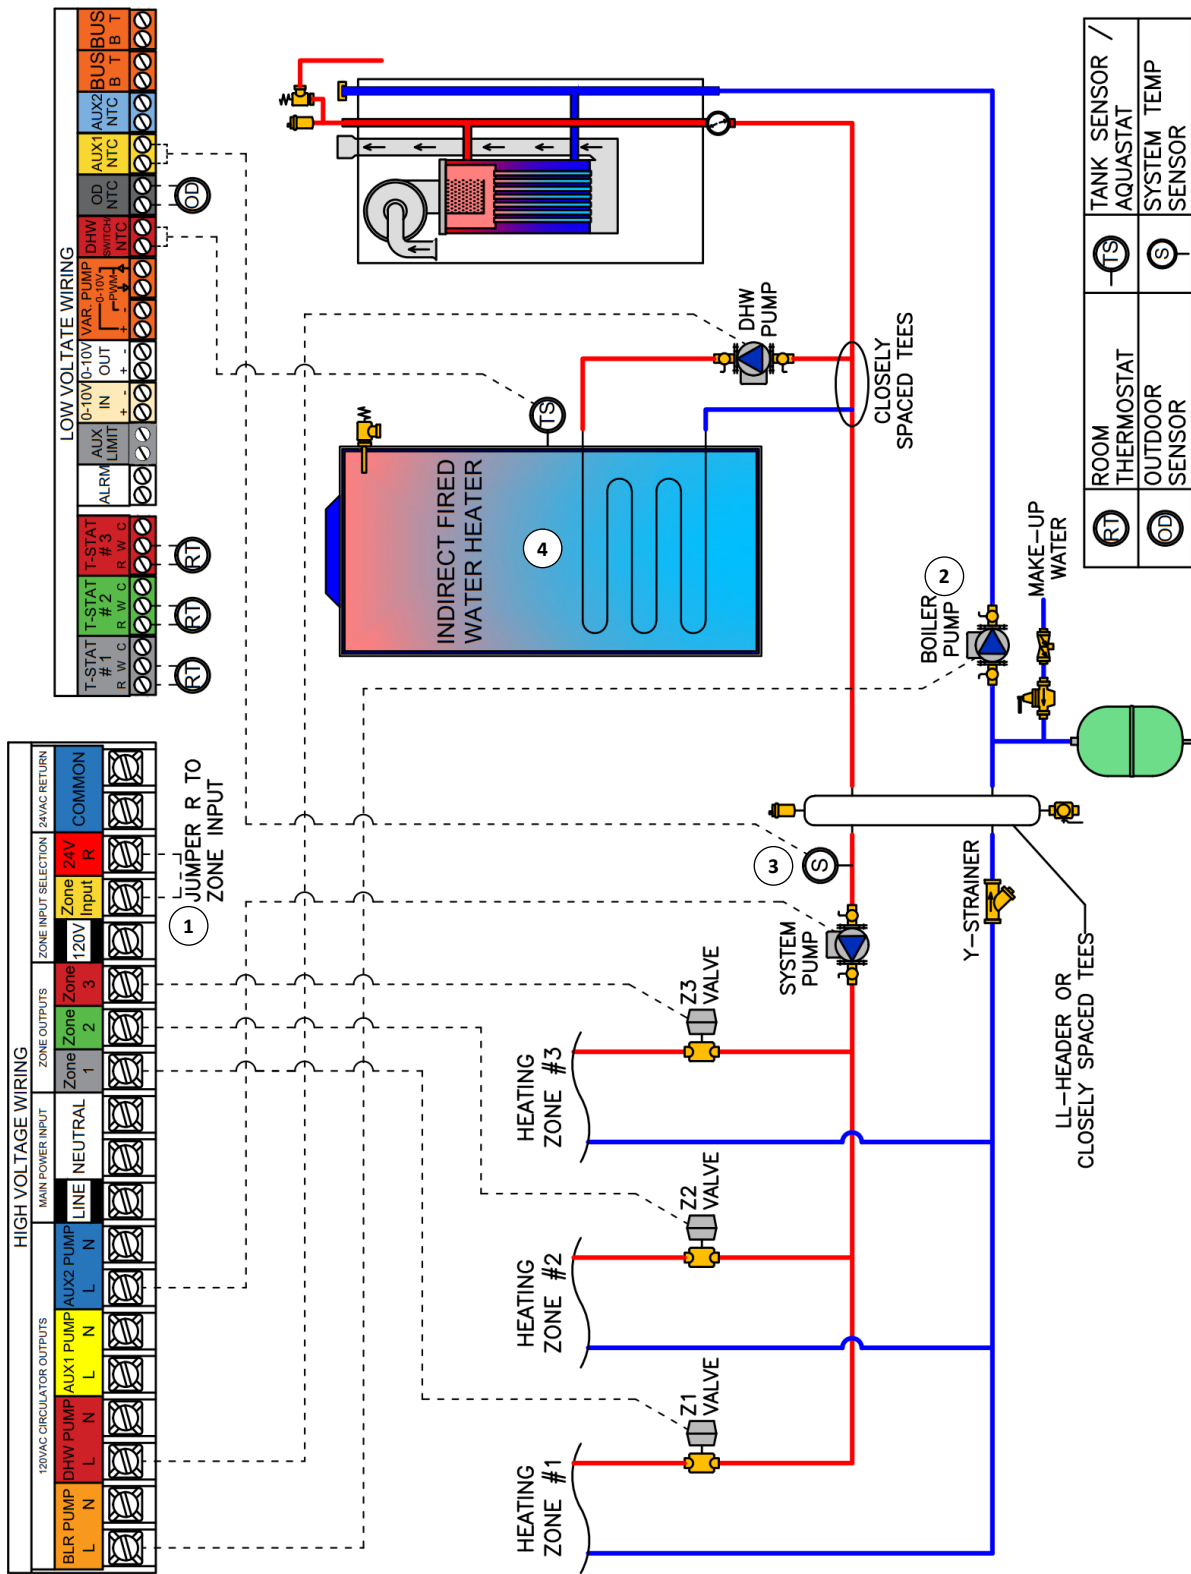 HIGH VOLTAGE WIRING
120VAC CIRCULATOR OUTPUTS
MAIN POWER INPUT
ZONE OUTPUTS
ZONE INPUT SELECTION
24VAC RETURN
BLR PUMP
L N
DHW PUMP
L N
AUX1 PUMP
L N
AUX2 PUMP
L N
LINE
NEUTRAL
Zone
1
Zone
2
Zone
3
120V
Zone
Input
24V
R
COMMON
1
JUMPER R TO
ZONE INPUT
LOW VOLTATE WIRING
T-STAT
#1
R W C
T-STAT
#2
R W C
T-STAT
#3
R W C
ALRM
AUX
LIMIT
0-10V
IN
+ -
0-10V
OUT
+ -
VAR. PUMP
0-10V
PWM
+ -
DHW
SWITCH/
NTC
OD
NTC
AUX1
NTC
AUX2
NTC
BUS
B T
BUS
B T
RT
RT
RT
OD
HEATING
ZONE #1
Z1
VALVE
HEATING
ZONE #2
Z2
VALVE
HEATING
ZONE #3
Z3
VALVE
SYSTEM
PUMP
3
S
INDIRECT FIRED
WATER HEATER
4
TS
DHW
PUMP
CLOSELY
SPACED TEES
BOILER
PUMP
2
MAKE-UP
WATER
Y-STRAINER
LL-HEADER OR
CLOSELY SPACED TEES
RT
ROOM
THERMOSTAT
TS
TANK SENSOR /
AQUASTAT
OD
OUTDOOR
SENSOR
S
SYSTEM TEMP
SENSOR